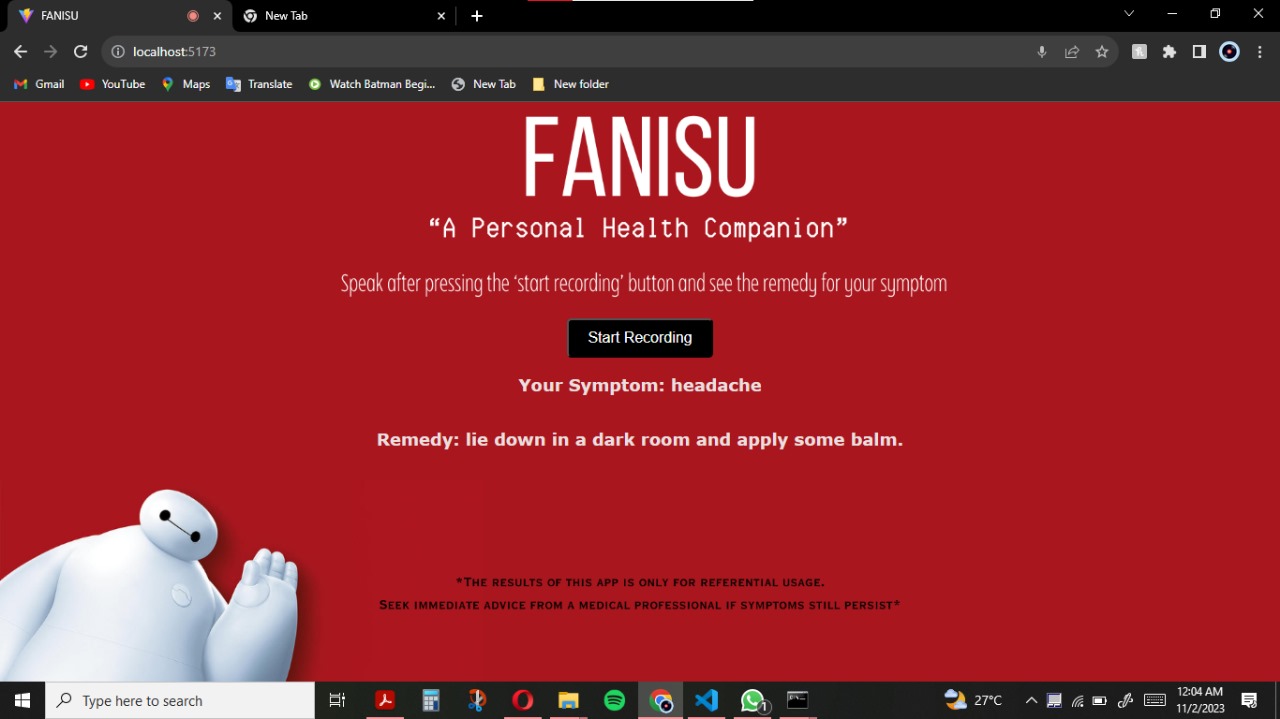 FANISU
New Tab
localhost:5173
Gmail
YouTube
Maps
Translate
Watch Batman Begi...
New Tab
New folder
FANISU
“A Personal Health Companion”
Speak after pressing the ‘start recording’ button and see the remedy for your symptom
Start Recording
Your Symptom: headache
Remedy: lie down in a dark room and apply some balm.
*The results of this app is only for referential usage.
Seek immediate advice from a medical professional if symptoms still persist*
Type here to search
1
27°C
12:04 AM
11/2/2023